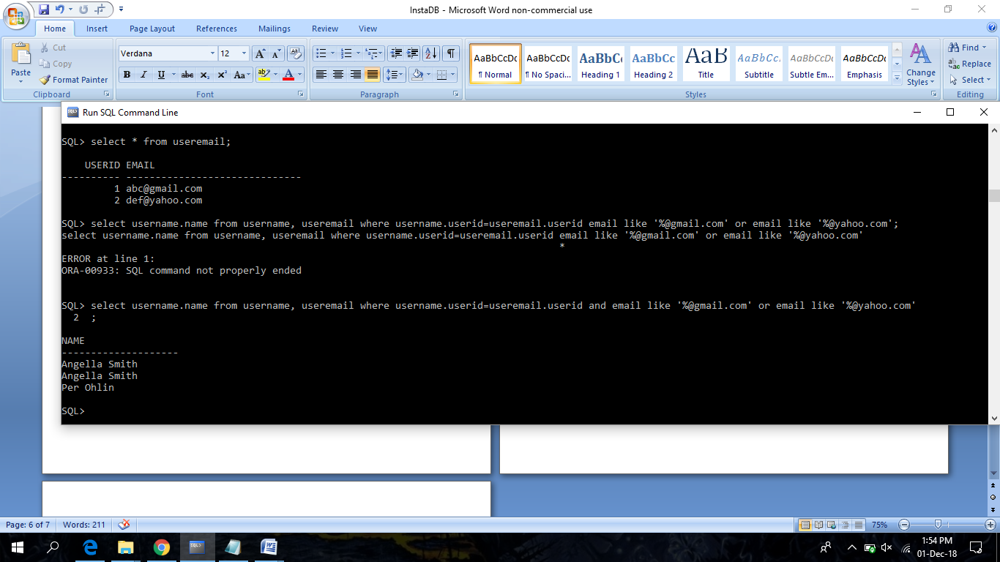 InstaDB - Microsoft Word non-commercial use
Home Insert Page Layout References Mailings Review View
Paste
Cut
Copy
Format Painter
Clipboard
Verdana 12
B I U abc x₂ x² Aa ab A
Font
Paragraph
AaBbCcDc AaBbCcDc AaBbC AaBbCc AaB AaBbCc. AaBbCcDc AaBbCcDc
¶ Normal ¶ No Spaci... Heading 1 Heading 2 Title Subtitle Subtle Em... Emphasis
Change Styles
Styles
Find
Replace
Select
Editing
Run SQL Command Line
SQL> select * from useremail;
USERID EMAIL
---------- ------------------------------
1 abc@gmail.com
2 def@yahoo.com
SQL> select username.name from username, useremail where username.userid=useremail.userid email like '%@gmail.com' or email like '%@yahoo.com';
select username.name from username, useremail where username.userid=useremail.userid email like '%@gmail.com' or email like '%@yahoo.com'
*
ERROR at line 1:
ORA-00933: SQL command not properly ended
SQL> select username.name from username, useremail where username.userid=useremail.userid and email like '%@gmail.com' or email like '%@yahoo.com'
2 ;
NAME
--------------------
Angella Smith
Angella Smith
Per Ohlin
SQL>
Page: 6 of 7 Words: 211 75%
1:54 PM
01-Dec-18